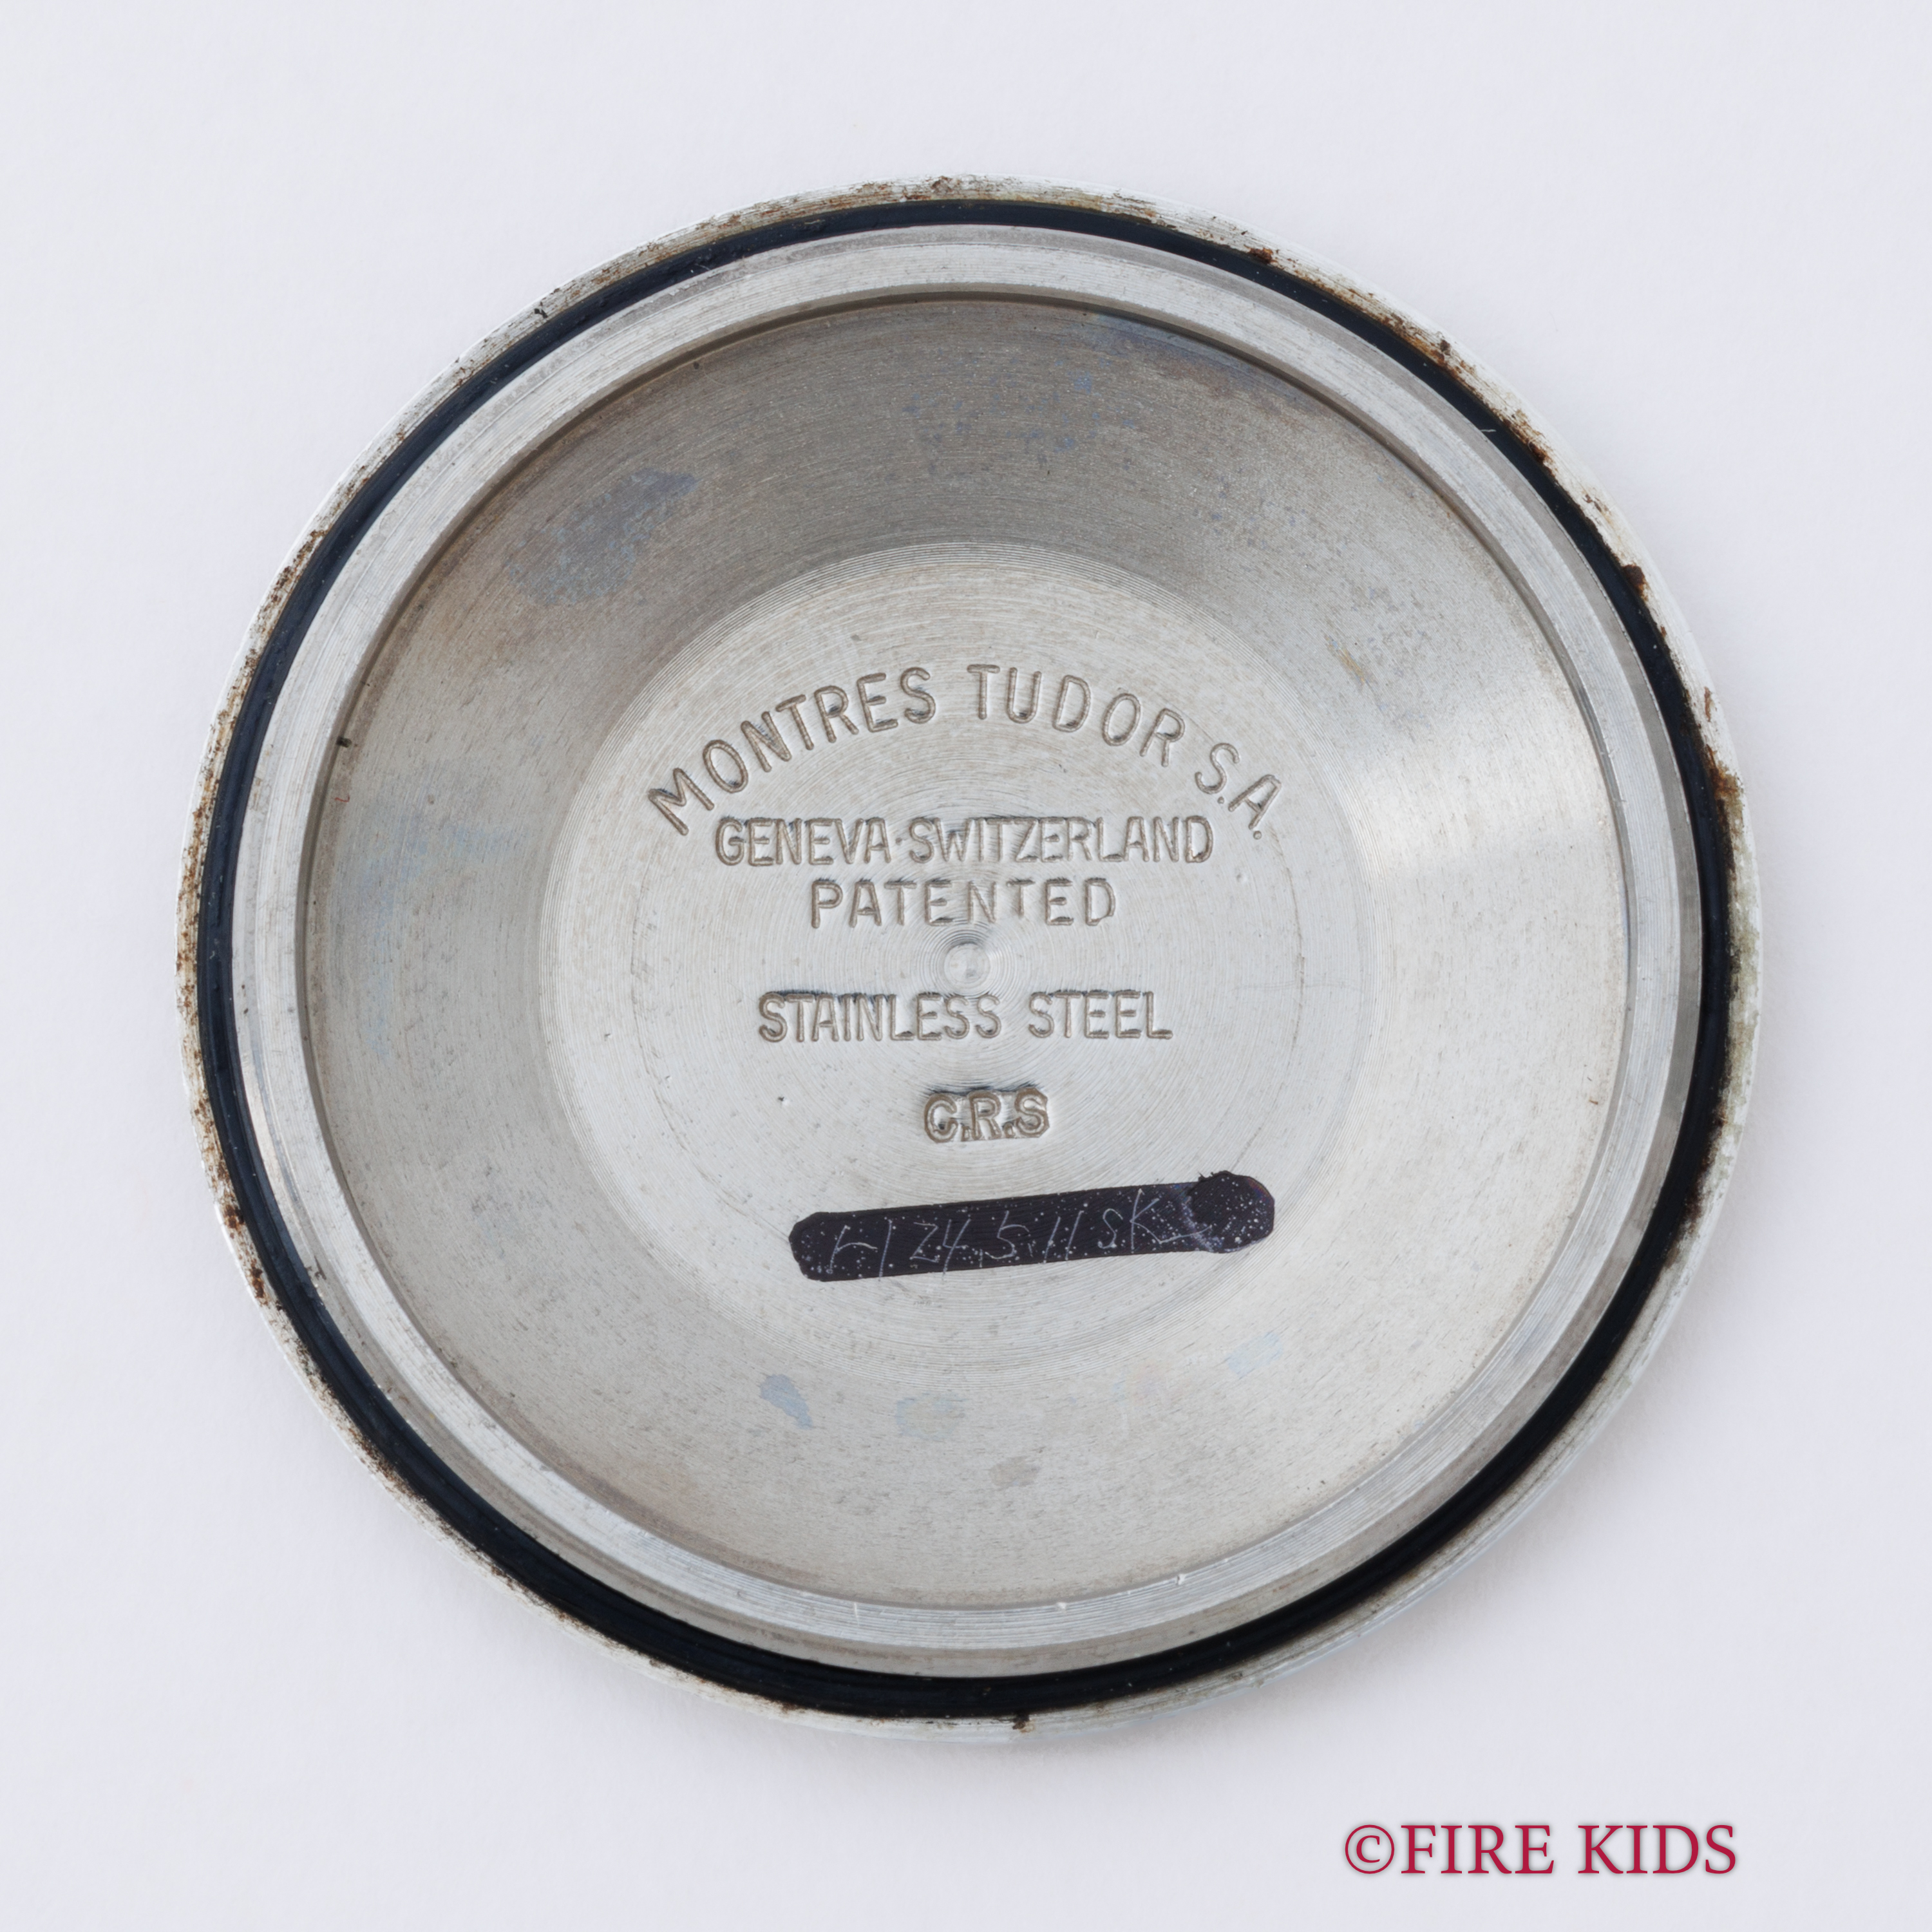 MONTRES TUDOR S.A.
GENEVA·SWITZERLAND
PATENTED
STAINLESS STEEL
C.R.S
©FIRE KIDS